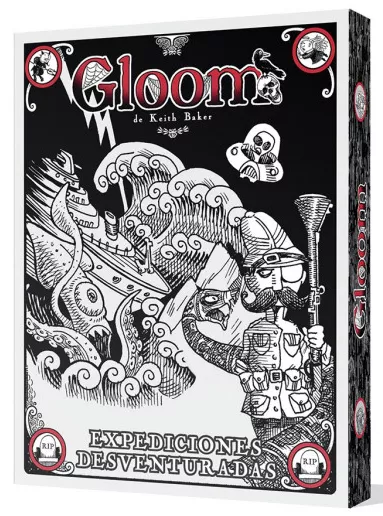 Gloom
de Keith Baker
EXPEDICIONES
DESVENTURADAS
RIP
RIP
Gloom